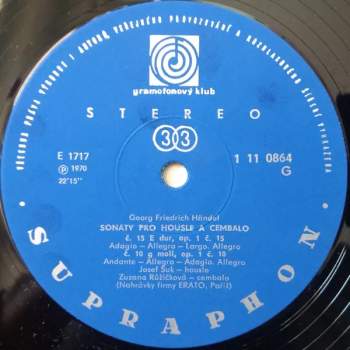 VÝROBCE
gramofonový klub
STEREO
33
E 1717
℗ 1970
22'15"
1 11 0864
G
Georg Friedrich Händel
SONATY PRO HOUSLE A CEMBALO
č. 15 E dur, op. 1 č. 15
Adagio – Allegro – Largo. Allegro
č. 10 g moll, op. 1 č. 10
Andante – Allegro – Adagio. Allegro
Josef Suk – housle
Zuzana Růžičková – cembalo
(Nahrávky firmy ERATO, Paříž)
SUPRAPHON